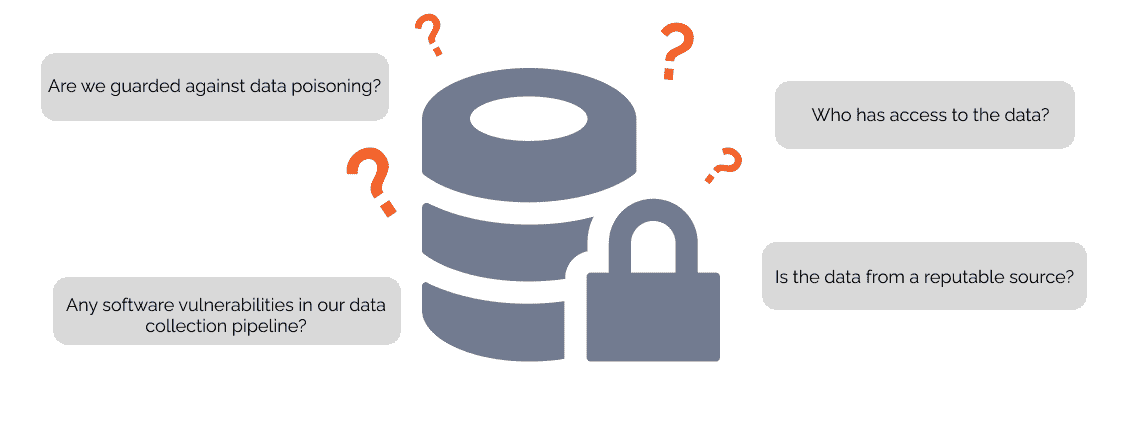 Are we guarded against data poisoning?
Who has access to the data?
Any software vulnerabilities in our data
collection pipeline?
Is the data from a reputable source?